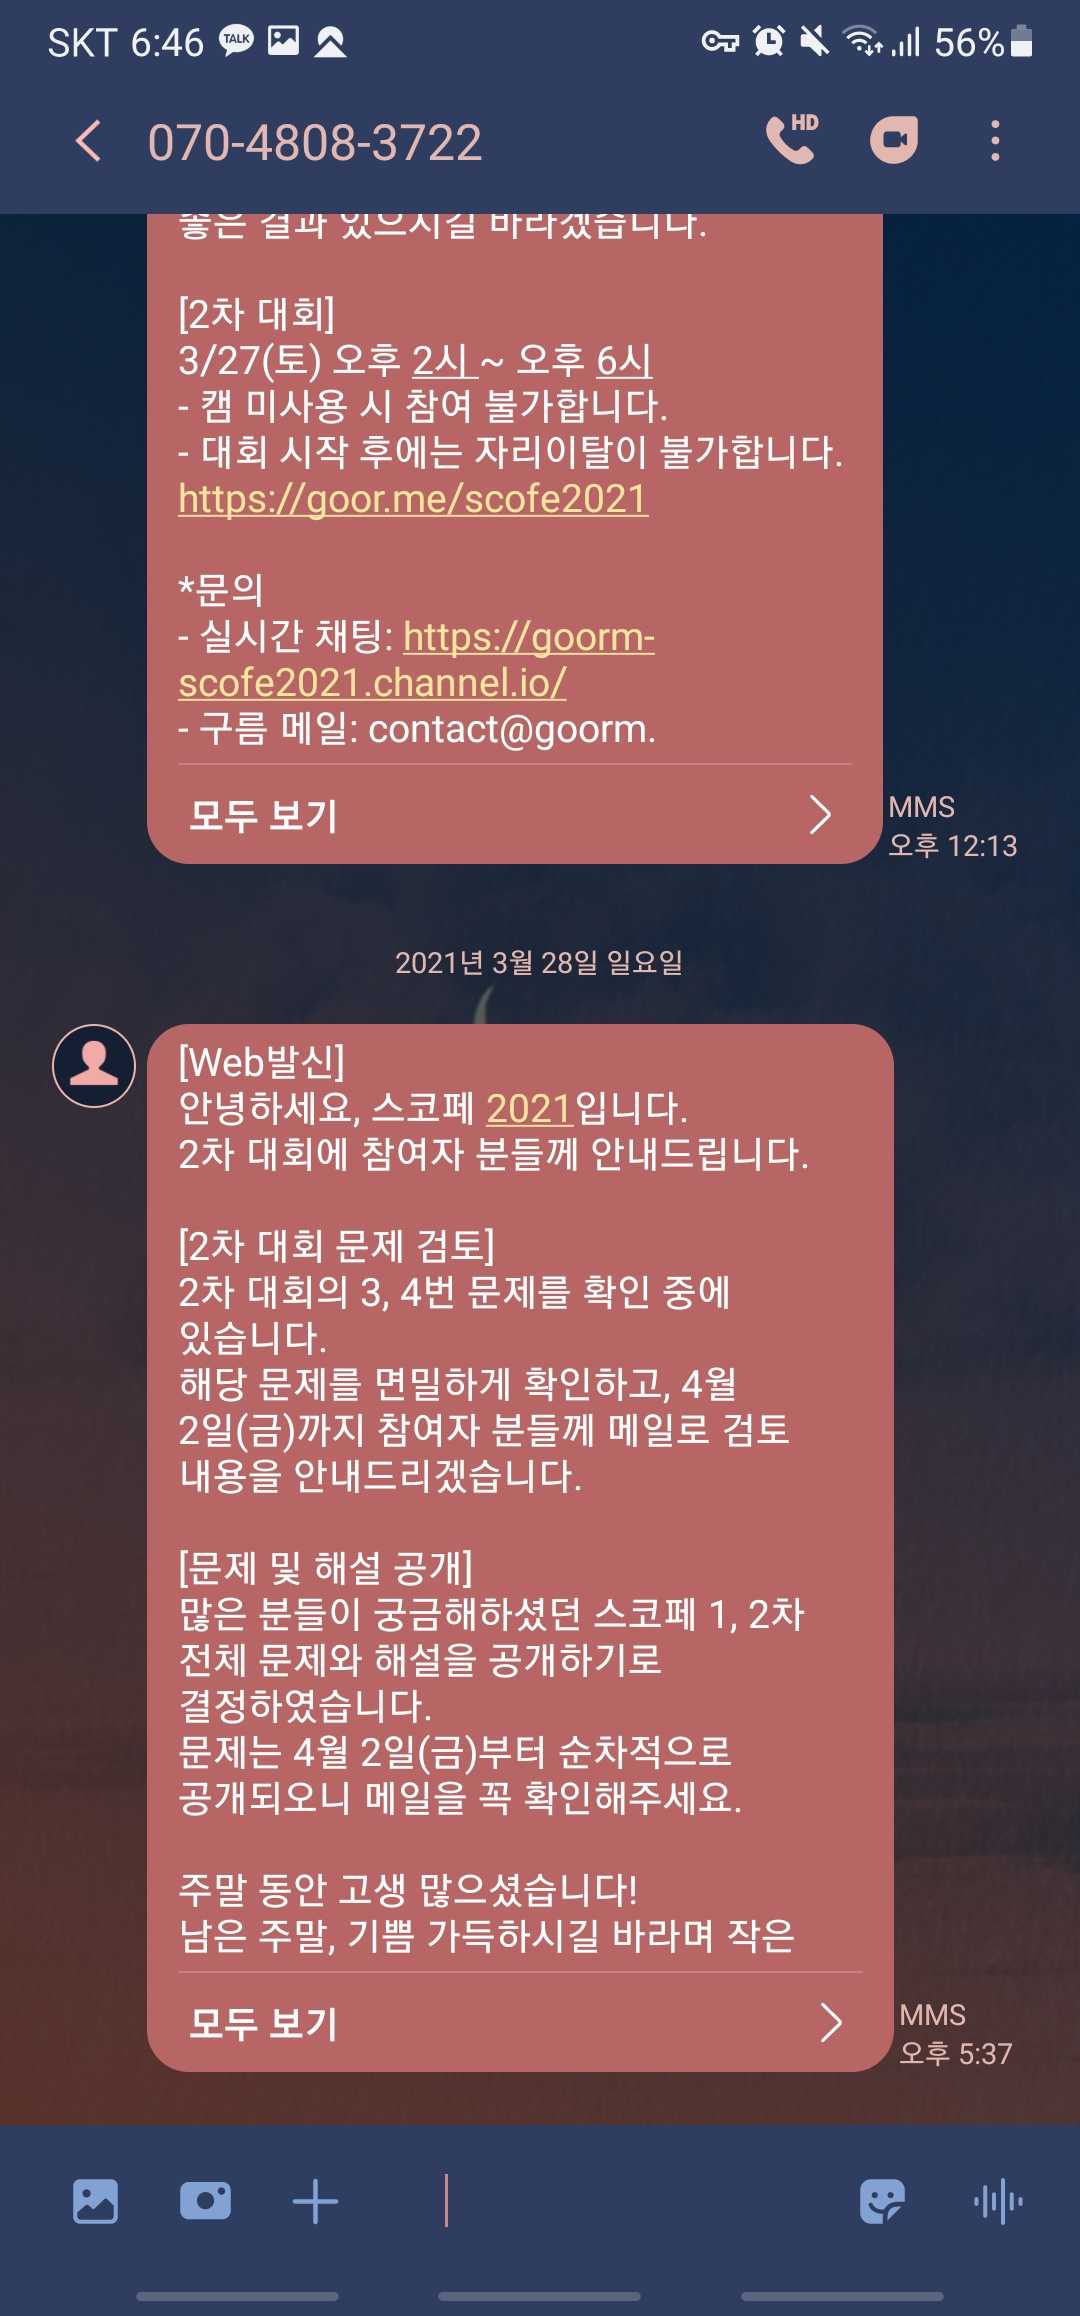 SKT 6:46 TALK 56%
070-4808-3722 HD
좋은 결과 있으시길 바라겠습니다.
[2차 대회]
3/27(토) 오후 2시 ~ 오후 6시
- 캠 미사용 시 참여 불가합니다.
- 대회 시작 후에는 자리이탈이 불가합니다.
https://goor.me/scofe2021
*문의
- 실시간 채팅: https://goorm-
scofe2021.channel.io/
- 구름 메일: contact@goorm.
모두 보기
MMS
오후 12:13
2021년 3월 28일 일요일
[Web발신]
안녕하세요, 스코페 2021입니다.
2차 대회에 참여자 분들께 안내드립니다.
[2차 대회 문제 검토]
2차 대회의 3, 4번 문제를 확인 중에
있습니다.
해당 문제를 면밀하게 확인하고, 4월
2일(금)까지 참여자 분들께 메일로 검토
내용을 안내드리겠습니다.
[문제 및 해설 공개]
많은 분들이 궁금해하셨던 스코페 1, 2차
전체 문제와 해설을 공개하기로
결정하였습니다.
문제는 4월 2일(금)부터 순차적으로
공개되오니 메일을 꼭 확인해주세요.
주말 동안 고생 많으셨습니다!
남은 주말, 기쁨 가득하시길 바라며 작은
모두 보기
MMS
오후 5:37